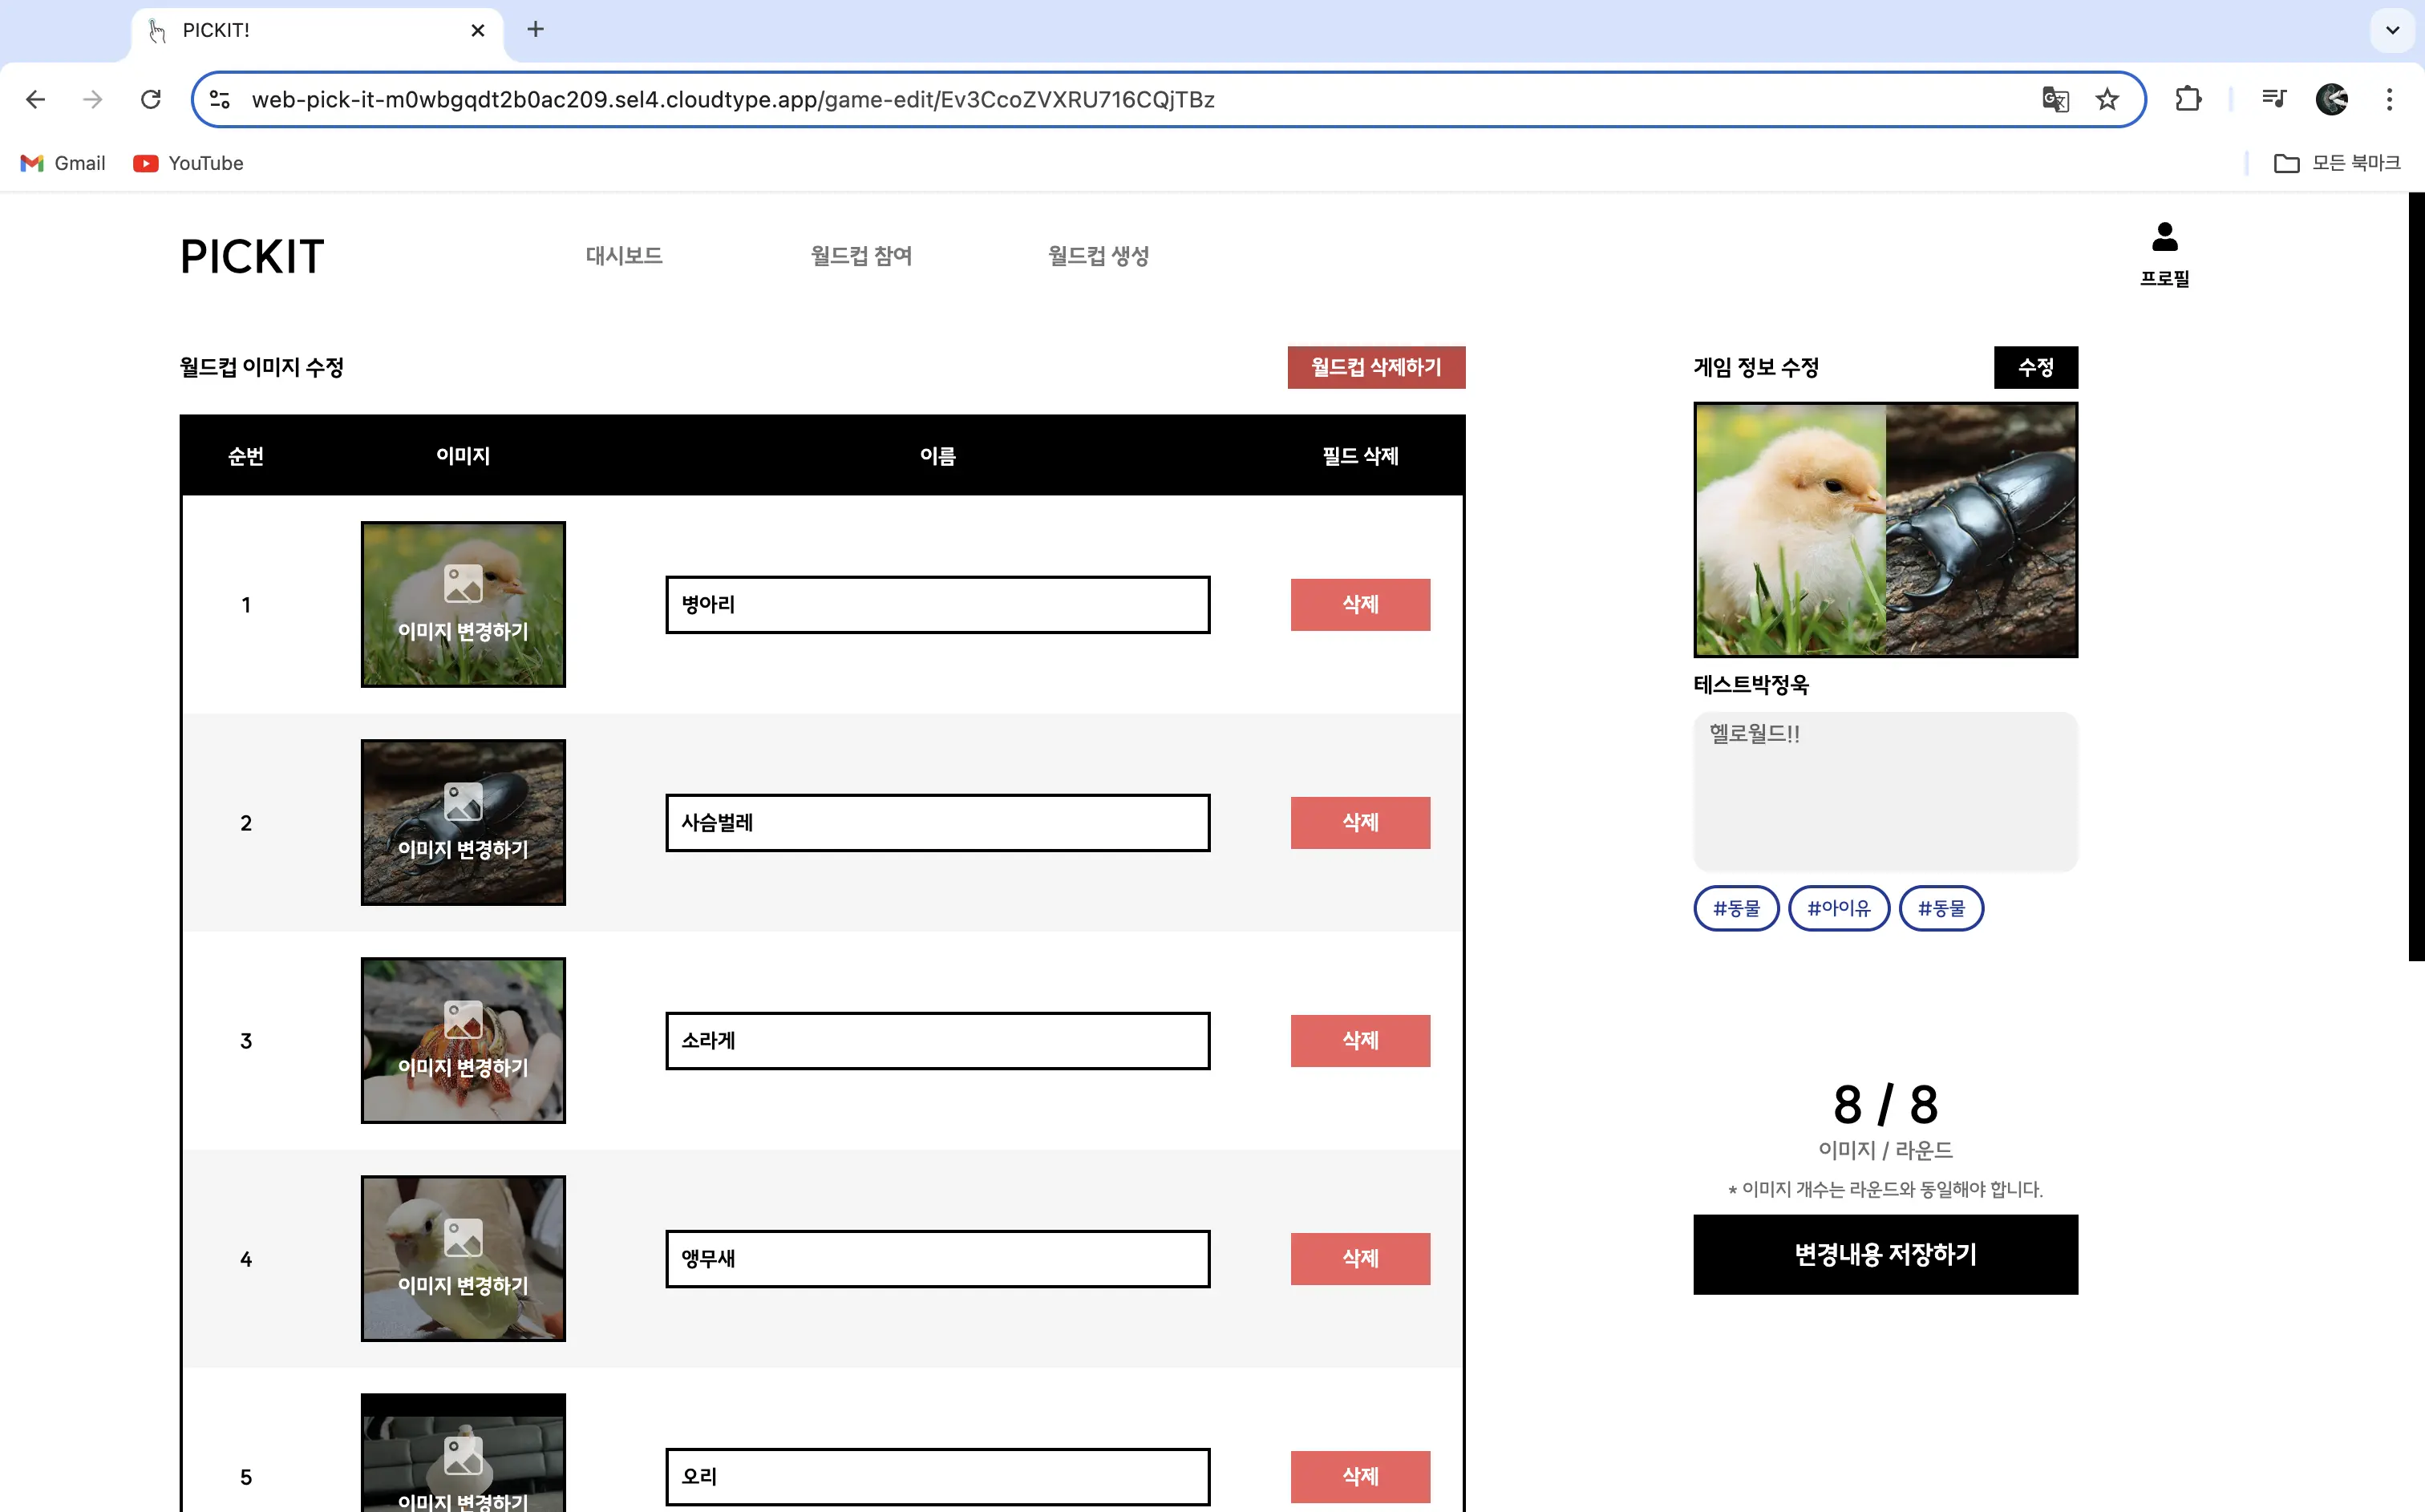 PICKIT!
web-pick-it-m0wbgqdt2b0ac209.sel4.cloudtype.app/game-edit/Ev3CcoZVXRU716CQjTBz
Gmail
YouTube
모든 북마크
PICKIT
대시보드
월드컵 참여
월드컵 생성
프로필
월드컵 이미지 수정
월드컵 삭제하기
순번 이미지 이름 필드 삭제
1
이미지 변경하기
병아리
삭제
2
이미지 변경하기
사슴벌레
삭제
3
이미지 변경하기
소라게
삭제
4
이미지 변경하기
앵무새
삭제
5
이미지 변경하기
오리
삭제
게임 정보 수정
수정
테스트박정욱
헬로월드!!
#동물 #아이유 #동물
8 / 8
이미지 / 라운드
* 이미지 개수는 라운드와 동일해야 합니다.
변경내용 저장하기